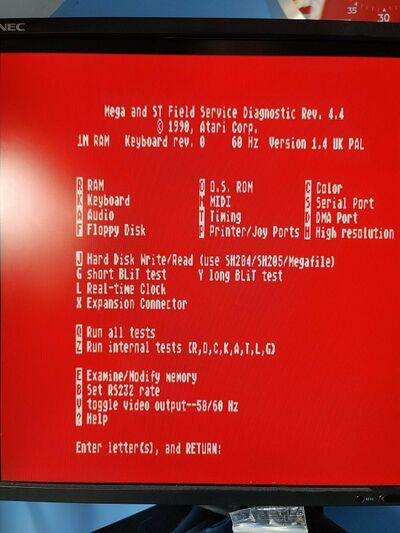 NEC
35
30
Mega and ST Field Service Diagnostic Rev. 4.4
© 1990, Atari Corp.
1M RAM Keyboard rev. 0 60 Hz Version 1.4 UK PAL
R RAM O O.S. ROM C Color
K Keyboard M MIDI S Serial Port
A Audio T Timing D DMA Port
F Floppy Disk P Printer/Joy Ports H High resolution
J Hard Disk Write/Read (use SH204/SH205/Megafile)
G short BLiT test Y long BLiT test
L Real-time Clock
X Expansion Connector
Q Run all tests
Z Run internal tests (R,O,C,K,A,T,L,G)
E Examine/Modify memory
B Set RS232 rate
V toggle video output--50/60 Hz
? Help
Enter letter(s), and RETURN: